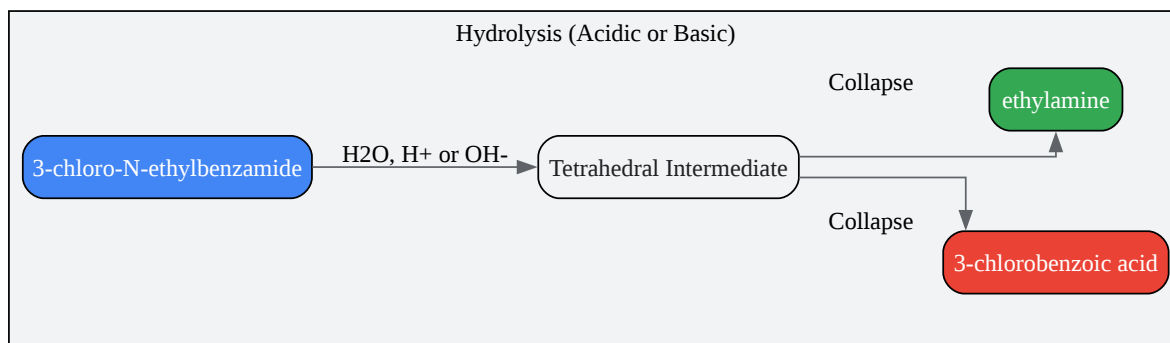 Hydrolysis (Acidic or Basic)
Collapse
ethylamine
3-chloro-N-ethylbenzamide
H2O, H+ or OH-
Tetrahedral Intermediate
Collapse
3-chlorobenzoic acid